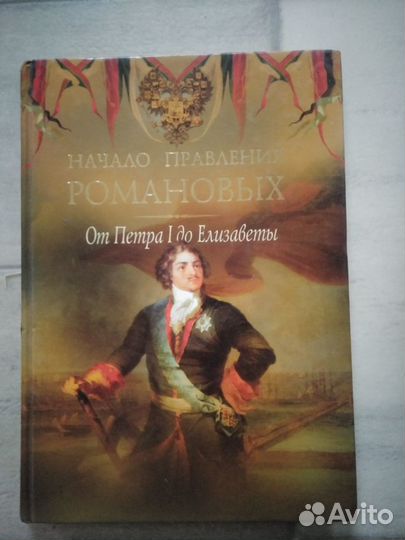 НАЧАЛО ПРАВЛЕНИЯ
РОМАНОВЫХ
От Петра I до Елизаветы
Avito